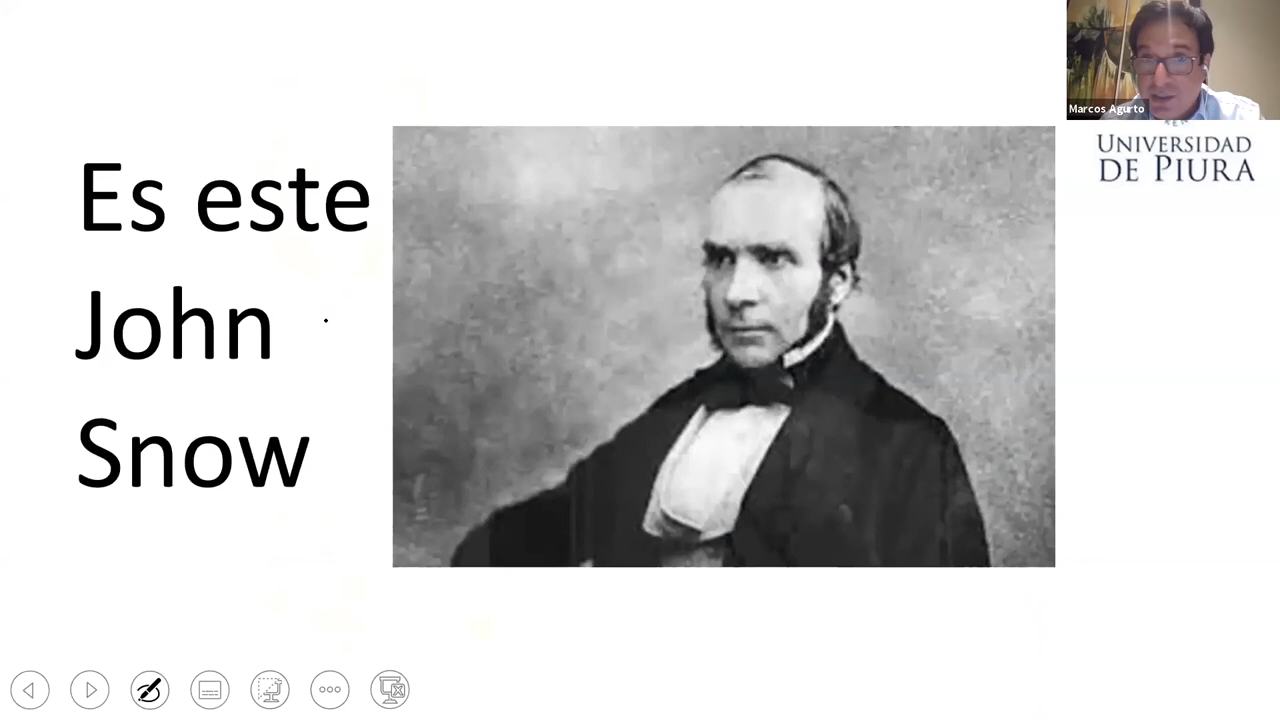 Es este
John
Snow
Marcos Agurto
UNIVERSIDAD
DE PIURA